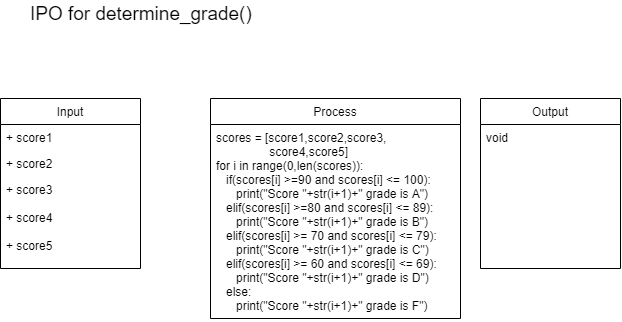 IPO for determine_grade()
Input
+ score1
+ score2
+ score3
+ score4
+ score5
Process
scores = [score1,score2,score3,
score4,score5]
for i in range(0,len(scores)):
if(scores[i] >=90 and scores[i] <= 100):
print("Score "+str(i+1)+" grade is A")
elif(scores[i] >=80 and scores[i] <= 89):
print("Score "+str(i+1)+" grade is B")
elif(scores[i] >= 70 and scores[i] <= 79):
print("Score "+str(i+1)+" grade is C")
elif(scores[i] >= 60 and scores[i] <= 69):
print("Score "+str(i+1)+" grade is D")
else:
print("Score "+str(i+1)+" grade is F")
Output
void